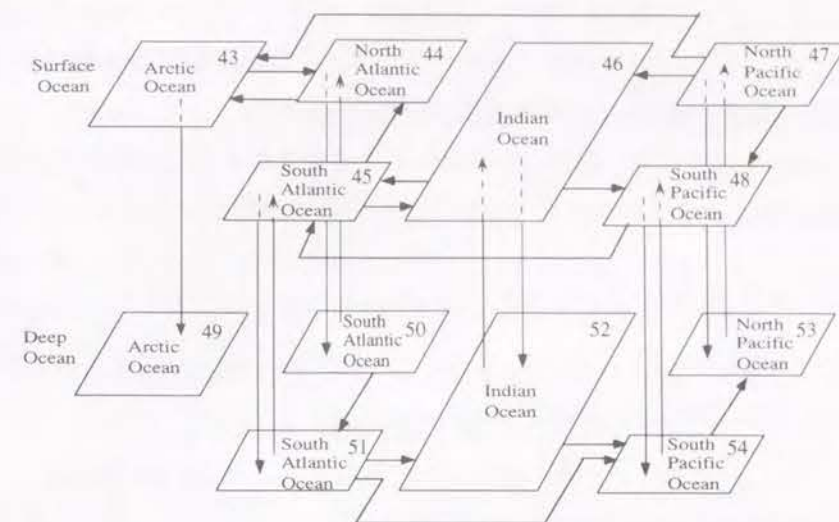 Surface
Ocean
Arctic
Ocean
43
North
Atlantic
Ocean
44
Indian
Ocean
46
North
Pacific
Ocean
47
South
Atlantic
Ocean
45
South
Pacific
Ocean
48
Deep
Ocean
Arctic
Ocean
49
South
Atlantic
Ocean
50
Indian
Ocean
52
North
Pacific
Ocean
53
South
Atlantic
Ocean
51
South
Pacific
Ocean
54